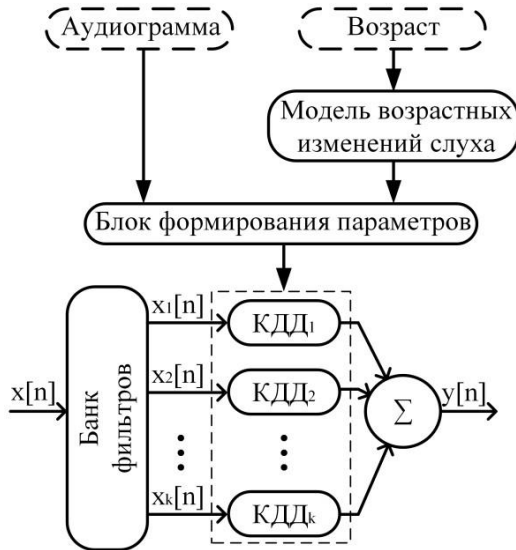 Аудиограмма
Возраст
Модель возрастных
изменений слуха
Блок формирования параметров
x[n]
Банк
фильтров
x₁[n]
КДД₁
x₂[n]
КДД₂
xₖ[n]
КДДₖ
Σ
y[n]